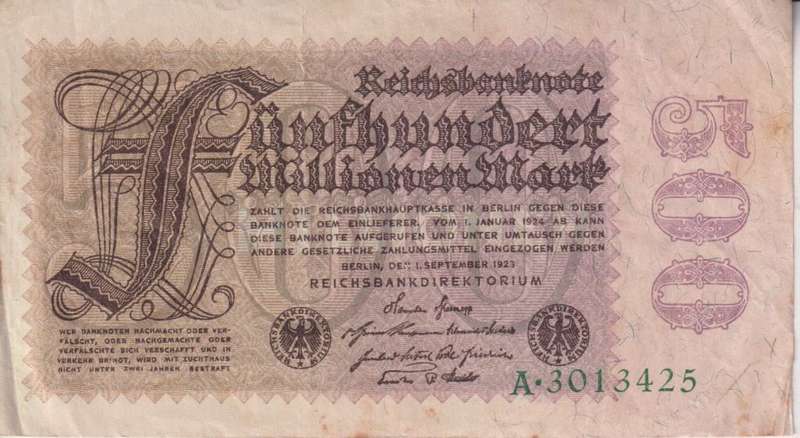 Reichsbanknote
Fünfhundert
Millionen Mark
ZAHLT DIE REICHSBANKHAUPTKASSE IN BERLIN GEGEN DIESE
BANKNOTE DEM EINLIEFERER. VOM 1. JANUAR 1924 AB KANN
DIESE BANKNOTE AUFGERUFEN UND UNTER UMTAUSCH GEGEN
ANDERE GESETZLICHE ZAHLUNGSMITTEL EINGEZOGEN WERDEN
BERLIN, DEN 1. SEPTEMBER 1923
REICHSBANKDIREKTORIUM
WER BANKNOTEN NACHMACHT ODER VER-
FÄLSCHT, ODER NACHGEMACHTE ODER
VERFÄLSCHTE SICH VERSCHAFFT UND IN
VERKEHR BRINGT, WIRD MIT ZUCHTHAUS
NICHT UNTER ZWEI JAHREN BESTRAFT
REICHSBANKDIREKTORIUM
REICHSBANKDIREKTORIUM
A·3013425
500